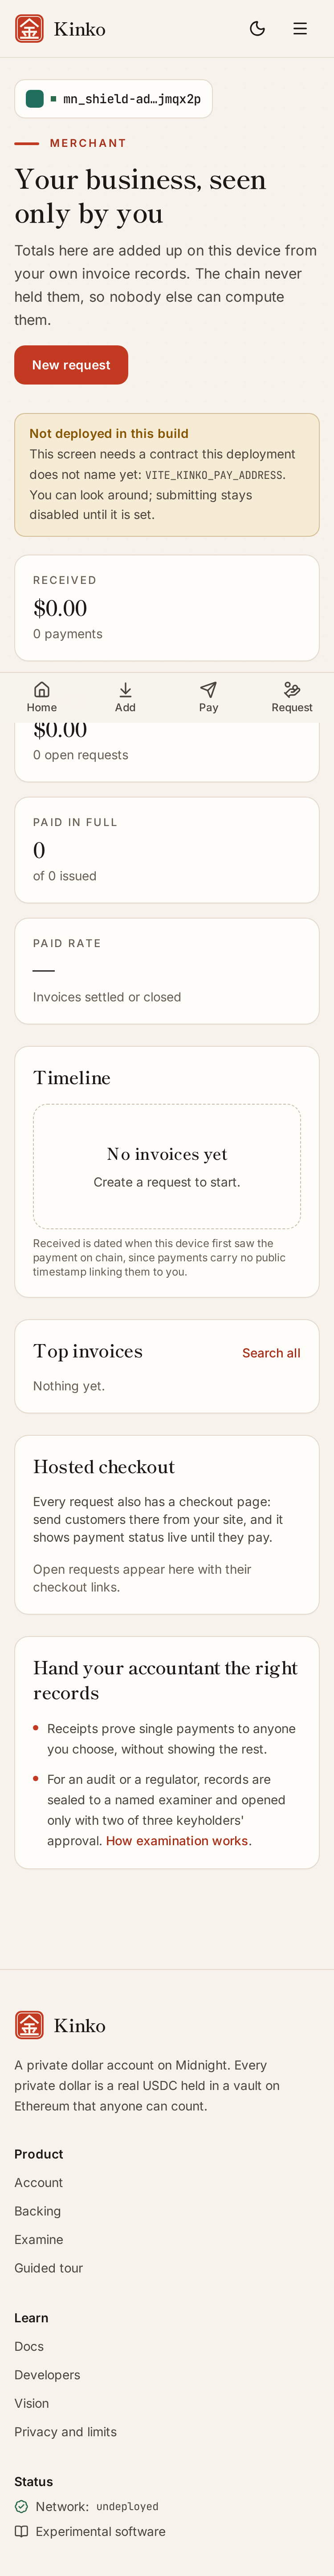 金 Kinko
mn_shield-ad…jmqx2p
MERCHANT
Your business, seen
only by you
Totals here are added up on this device from
your own invoice records. The chain never
held them, so nobody else can compute
them.
New request
Not deployed in this build
This screen needs a contract this deployment
does not name yet: VITE_KINKO_PAY_ADDRESS.
You can look around; submitting stays
disabled until it is set.
RECEIVED
$0.00
0 payments
Home Add Pay Request
$0.00
0 open requests
PAID IN FULL
0
of 0 issued
PAID RATE
—
Invoices settled or closed
Timeline
No invoices yet
Create a request to start.
Received is dated when this device first saw the
payment on chain, since payments carry no public
timestamp linking them to you.
Top invoices Search all
Nothing yet.
Hosted checkout
Every request also has a checkout page:
send customers there from your site, and it
shows payment status live until they pay.
Open requests appear here with their
checkout links.
Hand your accountant the right
records
Receipts prove single payments to anyone
you choose, without showing the rest.
For an audit or a regulator, records are
sealed to a named examiner and opened
only with two of three keyholders'
approval. How examination works.
金 Kinko
A private dollar account on Midnight. Every
private dollar is a real USDC held in a vault on
Ethereum that anyone can count.
Product
Account
Backing
Examine
Guided tour
Learn
Docs
Developers
Vision
Privacy and limits
Status
Network: undeployed
Experimental software